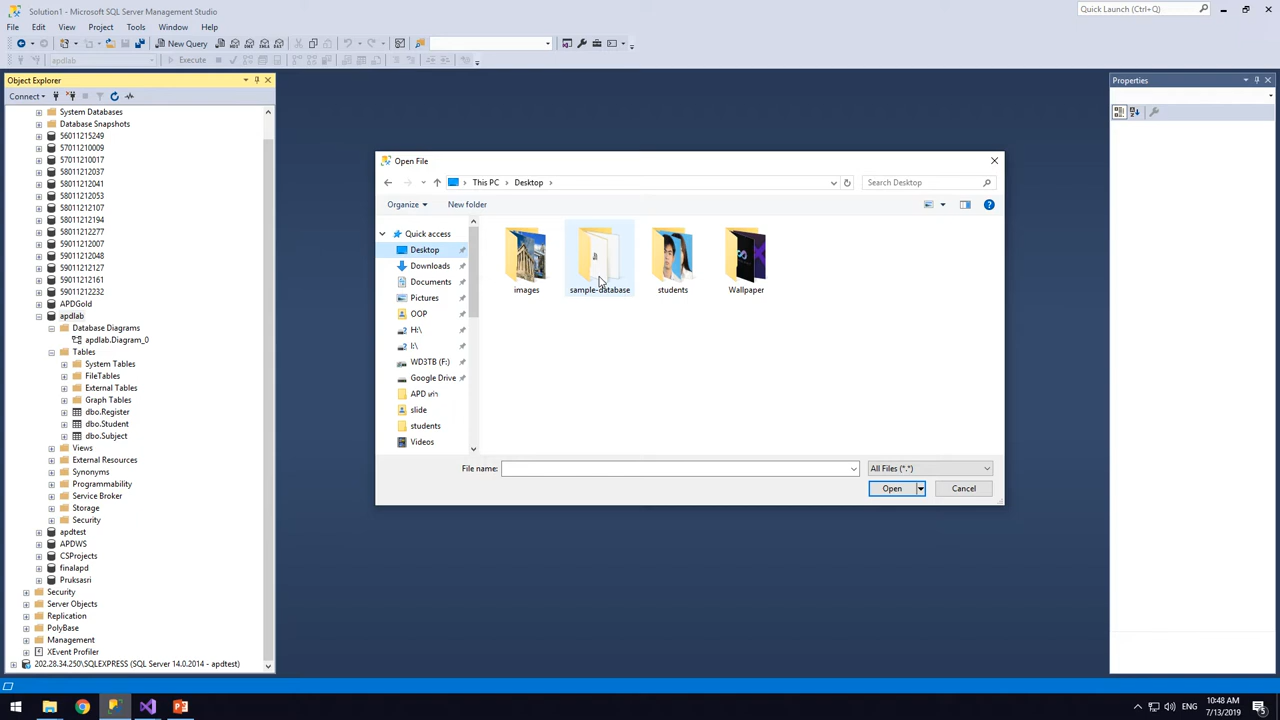 Solution1 - Microsoft SQL Server Management Studio
Quick Launch (Ctrl+Q)
File Edit View Project Tools Window Help
New Query
apdlab Execute
Object Explorer
Properties
Connect
System Databases
Database Snapshots
56011215249
57011210009
57011210017
58011212037
58011212041
58011212053
58011212107
58011212194
58011212277
59011212007
59011212048
59011212127
59011212161
59011212232
APDGold
apdlab
Database Diagrams
apdlab.Diagram_0
Tables
System Tables
FileTables
External Tables
Graph Tables
dbo.Register
dbo.Student
dbo.Subject
Views
External Resources
Synonyms
Programmability
Service Broker
Storage
Security
apdtest
APDWS
CSProjects
finalapd
Pruksasri
Security
Server Objects
Replication
PolyBase
Management
XEvent Profiler
202.28.34.250\SQLEXPRESS (SQL Server 14.0.2014 - apdtest)
Open File
This PC > Desktop >
Search Desktop
Organize New folder
Quick access
Desktop
Downloads
Documents
Pictures
OOP
H:\
I:\
WD3TB (F:)
Google Drive
APD เก่า
slide
students
Videos
images sample-database students Wallpaper
File name: All Files (*.*)
Open Cancel
ENG
10:48 AM
7/13/2019
5